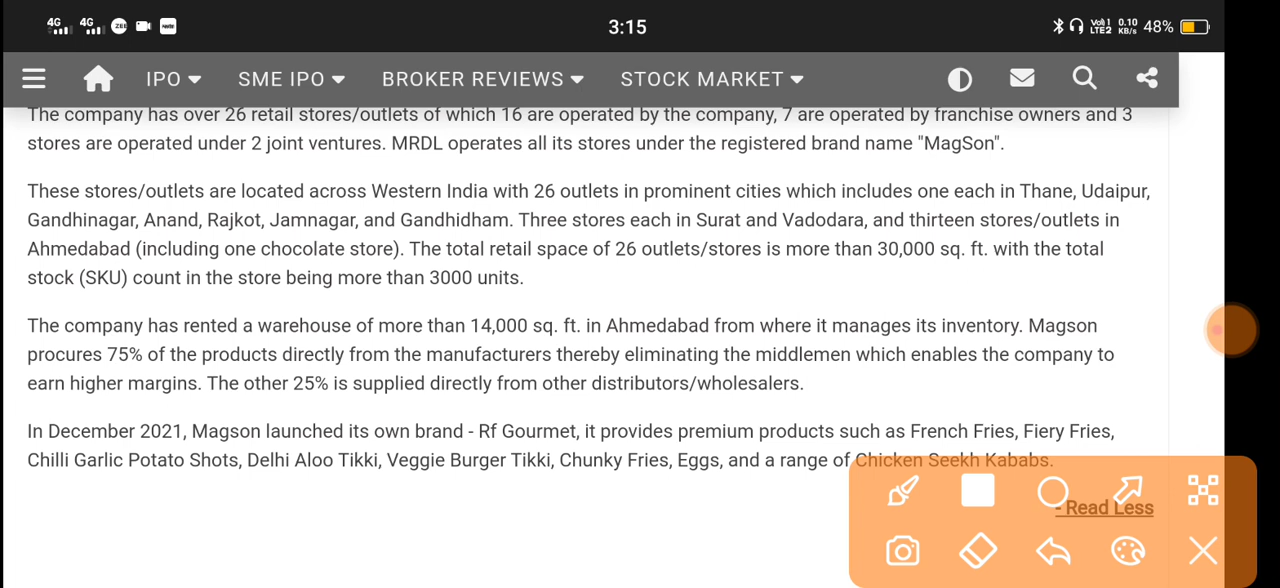 4G 4G ZEE 3:15 Vo) 1 LTE2 0.10 KB/s 48%
IPO SME IPO BROKER REVIEWS STOCK MARKET
The company has over 26 retail stores/outlets of which 16 are operated by the company, 7 are operated by franchise owners and 3
stores are operated under 2 joint ventures. MRDL operates all its stores under the registered brand name "MagSon".
These stores/outlets are located across Western India with 26 outlets in prominent cities which includes one each in Thane, Udaipur,
Gandhinagar, Anand, Rajkot, Jamnagar, and Gandhidham. Three stores each in Surat and Vadodara, and thirteen stores/outlets in
Ahmedabad (including one chocolate store). The total retail space of 26 outlets/stores is more than 30,000 sq. ft. with the total
stock (SKU) count in the store being more than 3000 units.
The company has rented a warehouse of more than 14,000 sq. ft. in Ahmedabad from where it manages its inventory. Magson
procures 75% of the products directly from the manufacturers thereby eliminating the middlemen which enables the company to
earn higher margins. The other 25% is supplied directly from other distributors/wholesalers.
In December 2021, Magson launched its own brand - Rf Gourmet, it provides premium products such as French Fries, Fiery Fries,
Chilli Garlic Potato Shots, Delhi Aloo Tikki, Veggie Burger Tikki, Chunky Fries, Eggs, and a range of Chicken Seekh Kababs.
- Read Less